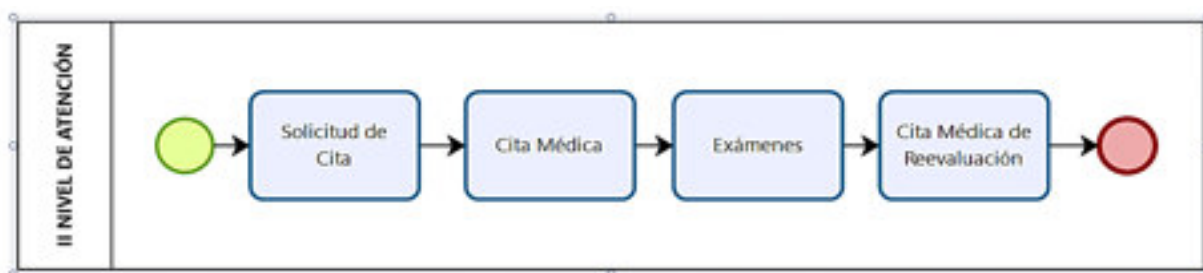 II NIVEL DE ATENCIÓN
Solicitud de
Cita
Cita Médica
Exámenes
Cita Médica de
Reevaluación